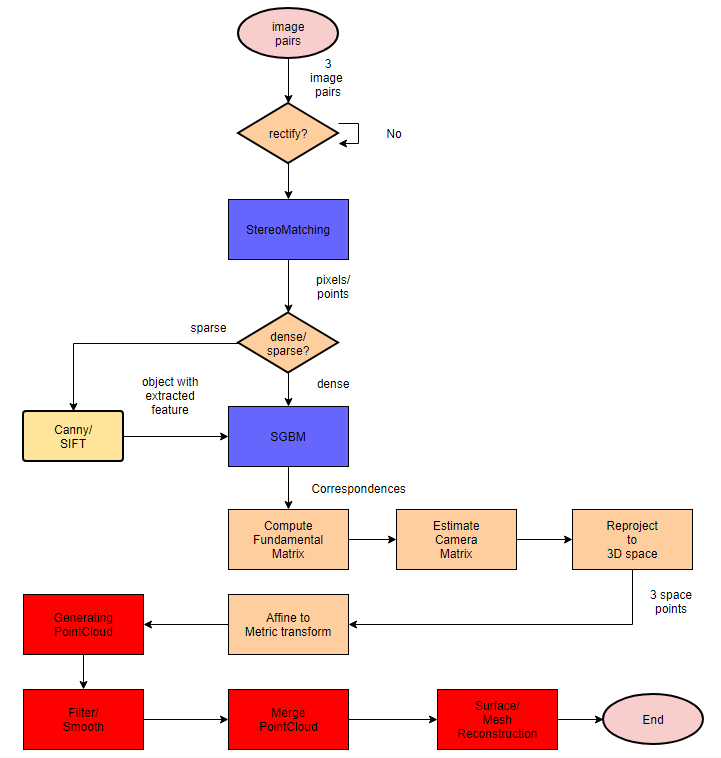 image
pairs
3
image
pairs
rectify?
No
StereoMatching
pixels/
points
sparse
dense/
sparse?
object with
extracted
feature
dense
Canny/
SIFT
SGBM
Correspondences
Compute
Fundamental
Matrix
Estimate
Camera
Matrix
Reproject
to
3D space
3 space
points
Generating
PointCloud
Affine to
Metric transform
Filter/
Smooth
Merge
PointCloud
Surface/
Mesh
Reconstruction
End